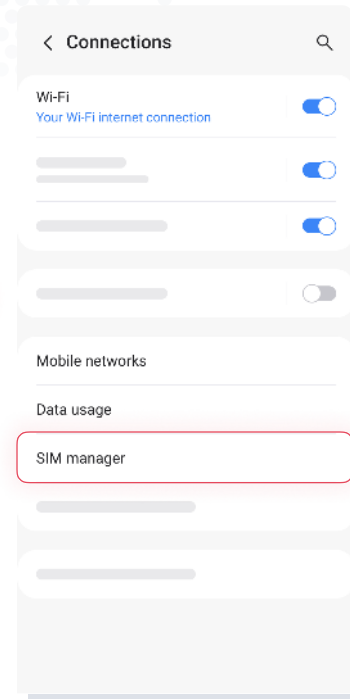 Connections
Wi-Fi
Your Wi-Fi internet connection
Mobile networks
Data usage
SIM manager